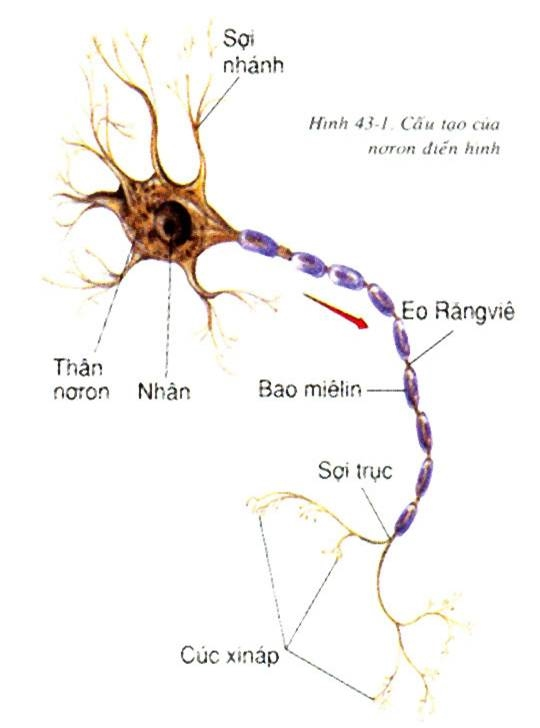 Sợi
nhánh
Hình 43-1. Cấu tạo của
nơron điển hình
Eo Răngviê
Thân
nơron
Nhân
Bao miêlin
Sợi trục
Cúc xináp